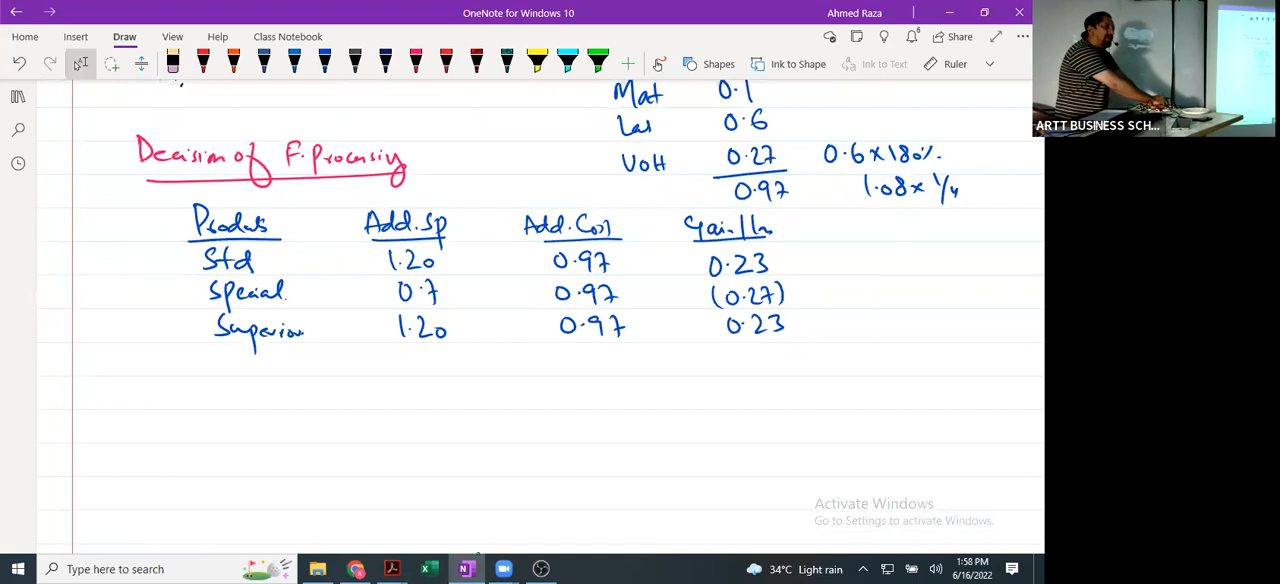 OneNote for Windows 10
Ahmed Raza
Home Insert Draw View Help Class Notebook
6 Share
Shapes Ink to Shape Ink to Text Ruler
ARTT BUSINESS SCH...
Mat 0.1
Lab 0.6
VOH 0.27 0.6 x 180%.
0.97 1.08 x 1/4
Decision of F. Processing
Products Add. Sp Add. Cost Gain/Loss
Std 1.20 0.97 0.23
Special 0.7 0.97 (0.27)
Superior 1.20 0.97 0.23
Activate Windows
Go to Settings to activate Windows.
Type here to search
34°C Light rain
1:58 PM
6/16/2022